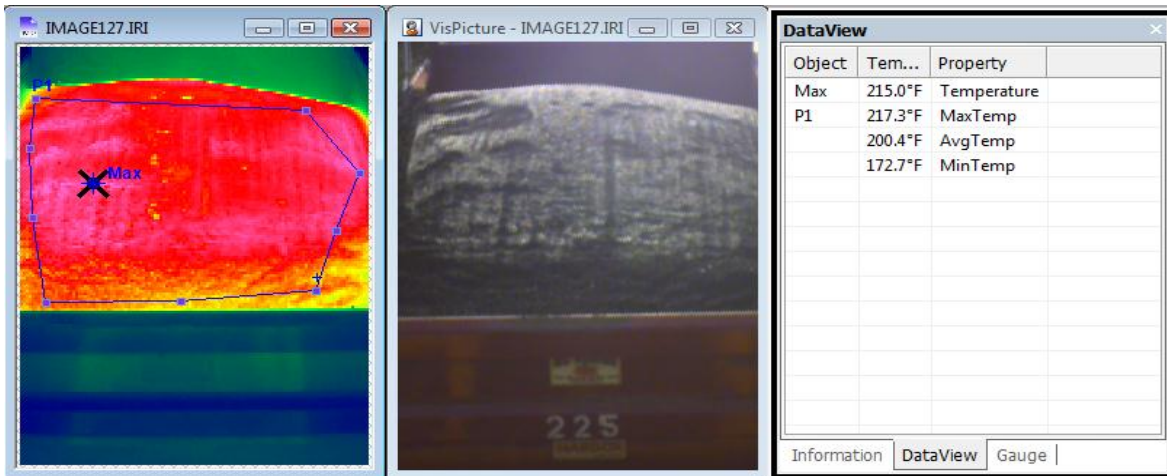 IMAGE127.IRI
P1
Max
VisPicture - IMAGE127.IRI
225
DataView
Object Tem... Property
Max 215.0°F Temperature
P1 217.3°F MaxTemp
200.4°F AvgTemp
172.7°F MinTemp
Information DataView Gauge